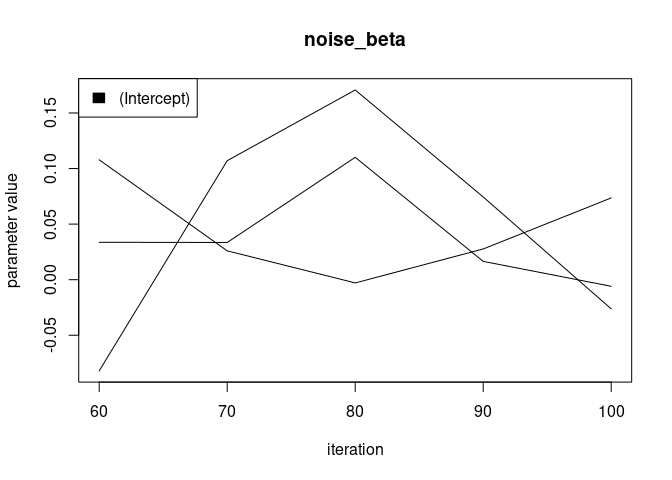 noise_beta
(Intercept)
parameter value
0.15
0.10
0.05
0.00
-0.05
60 70 80 90 100
iteration